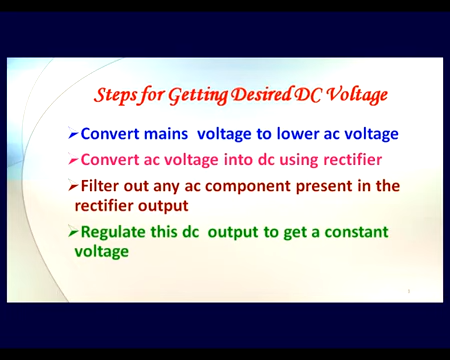 Steps for Getting Desired DC Voltage
➢Convert mains voltage to lower ac voltage
➢Convert ac voltage into dc using rectifier
➢Filter out any ac component present in the
rectifier output
➢Regulate this dc output to get a constant
voltage